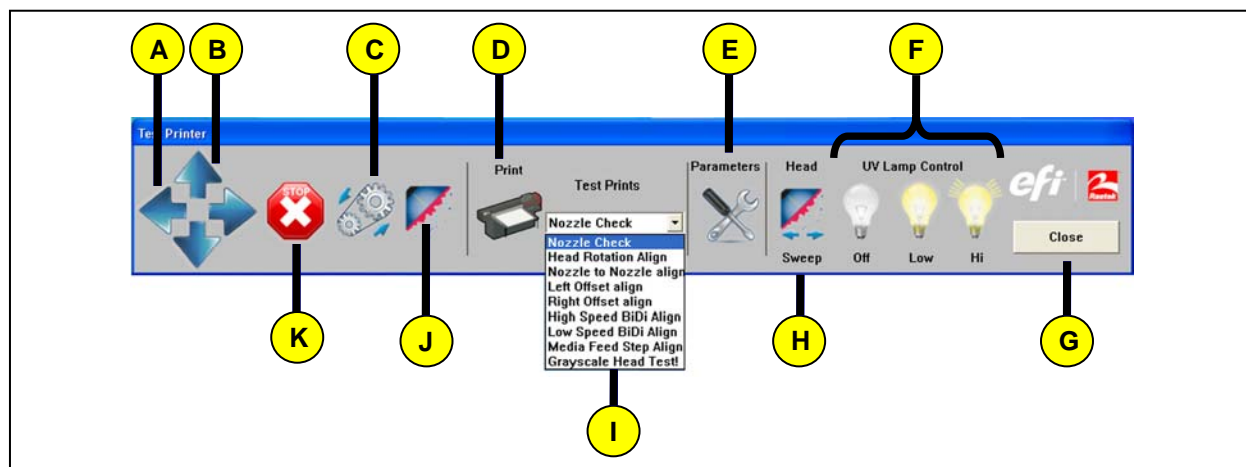 A
B
C
D
E
F
Test Printer
STOP
Print
Test Prints
Nozzle Check
Nozzle Check
Head Rotation Align
Nozzle to Nozzle align
Left Offset align
Right Offset align
High Speed BiDi Align
Low Speed BiDi Align
Media Feed Step Align
Grayscale Head Test!
Parameters
Head
Sweep
UV Lamp Control
Off
Low
Hi
efi
Rastek
Close
K
J
I
H
G